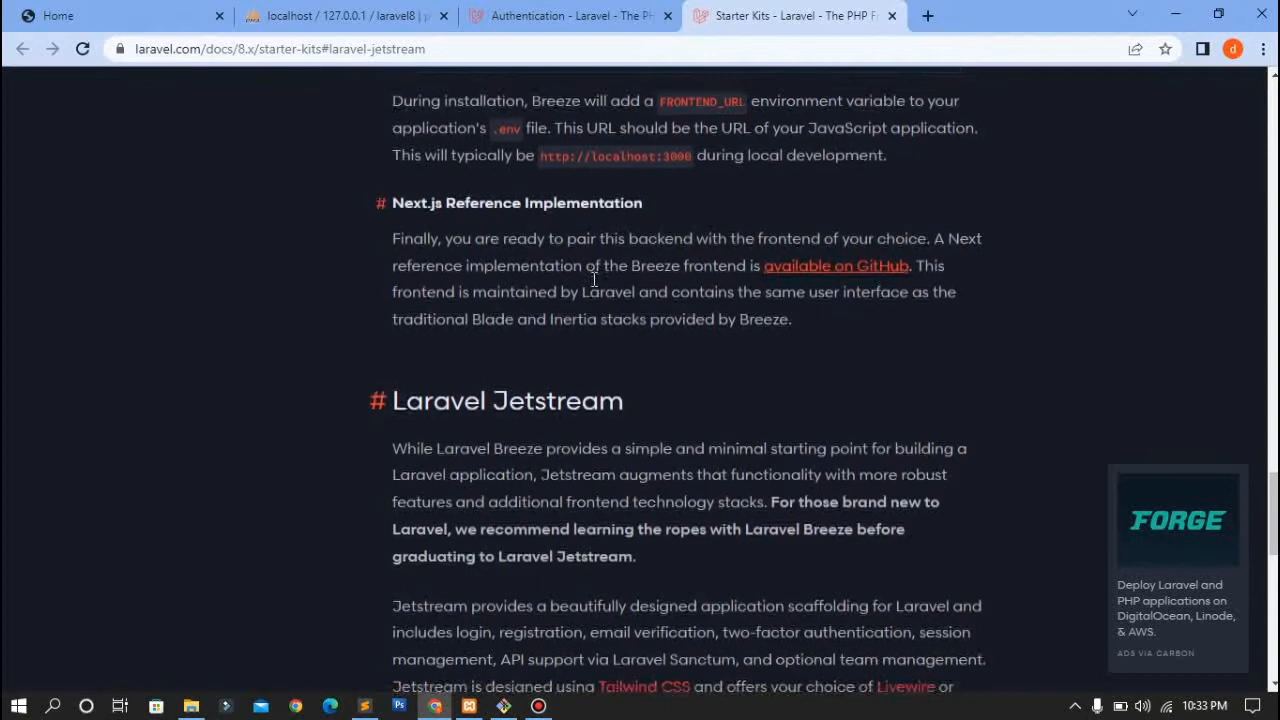 Home
localhost / 127.0.0.1 / laravel8 | p
Authentication - Laravel - The PH
Starter Kits - Laravel - The PHP F
laravel.com/docs/8.x/starter-kits#laravel-jetstream
d
During installation, Breeze will add a FRONTEND_URL environment variable to your
application's .env file. This URL should be the URL of your JavaScript application.
This will typically be http://localhost:3000 during local development.
# Next.js Reference Implementation
Finally, you are ready to pair this backend with the frontend of your choice. A Next
reference implementation of the Breeze frontend is available on GitHub. This
frontend is maintained by Laravel and contains the same user interface as the
traditional Blade and Inertia stacks provided by Breeze.
# Laravel Jetstream
While Laravel Breeze provides a simple and minimal starting point for building a
Laravel application, Jetstream augments that functionality with more robust
features and additional frontend technology stacks. For those brand new to
Laravel, we recommend learning the ropes with Laravel Breeze before
graduating to Laravel Jetstream.
Jetstream provides a beautifully designed application scaffolding for Laravel and
includes login, registration, email verification, two-factor authentication, session
management, API support via Laravel Sanctum, and optional team management.
Jetstream is designed using Tailwind CSS and offers your choice of Livewire or
FORGE
Deploy Laravel and
PHP applications on
DigitalOcean, Linode,
& AWS.
ADS VIA CARBON
10:33 PM